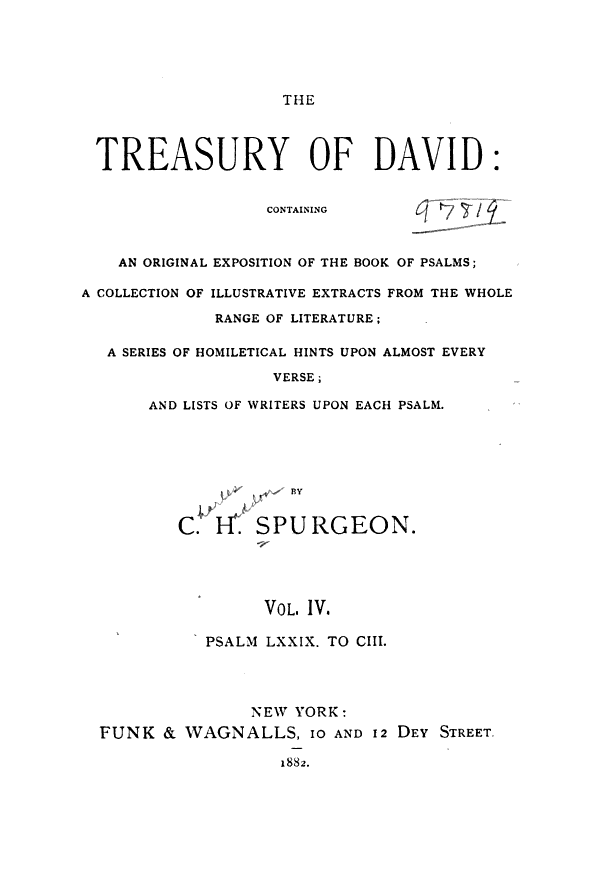 THE
TREASURY OF DAVID:
CONTAINING
97819
AN ORIGINAL EXPOSITION OF THE BOOK OF PSALMS;
A COLLECTION OF ILLUSTRATIVE EXTRACTS FROM THE WHOLE
RANGE OF LITERATURE;
A SERIES OF HOMILETICAL HINTS UPON ALMOST EVERY
VERSE;
AND LISTS OF WRITERS UPON EACH PSALM.
BY
harles addon
C. H. SPURGEON.
VOL. IV.
PSALM LXXIX. TO CIII.
NEW YORK:
FUNK & WAGNALLS, 10 AND 12 DEY STREET.
1882.